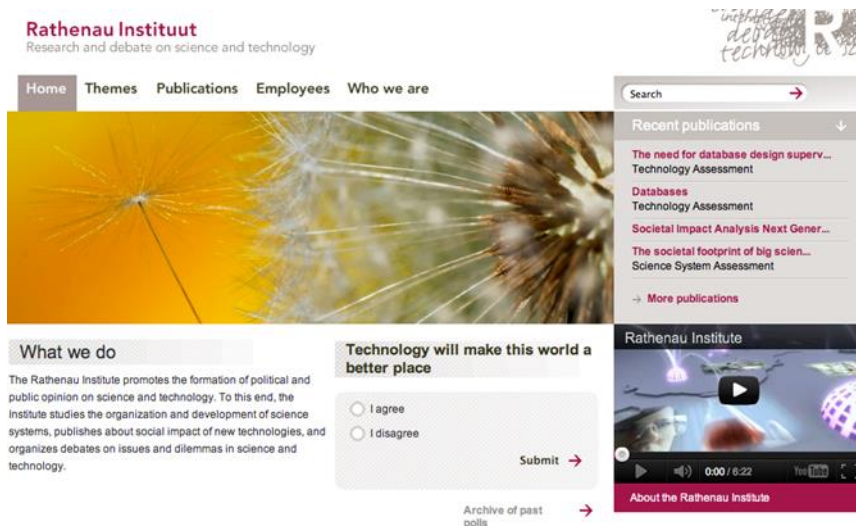 Rathenau Instituut
Research and debate on science and technology
debate
technology
R
Home Themes Publications Employees Who we are
Search
Recent publications
The need for database design superv...
Technology Assessment
Databases
Technology Assessment
Societal Impact Analysis Next Gener...
The societal footprint of big scien...
Science System Assessment
More publications
What we do
The Rathenau Institute promotes the formation of political and
public opinion on science and technology. To this end, the
Institute studies the organization and development of science
systems, publishes about social impact of new technologies, and
organizes debates on issues and dilemmas in science and
technology.
Technology will make this world a
better place
I agree
I disagree
Submit
Archive of past
polls
Rathenau Institute
0:00 / 6:22
YouTube
About the Rathenau Institute